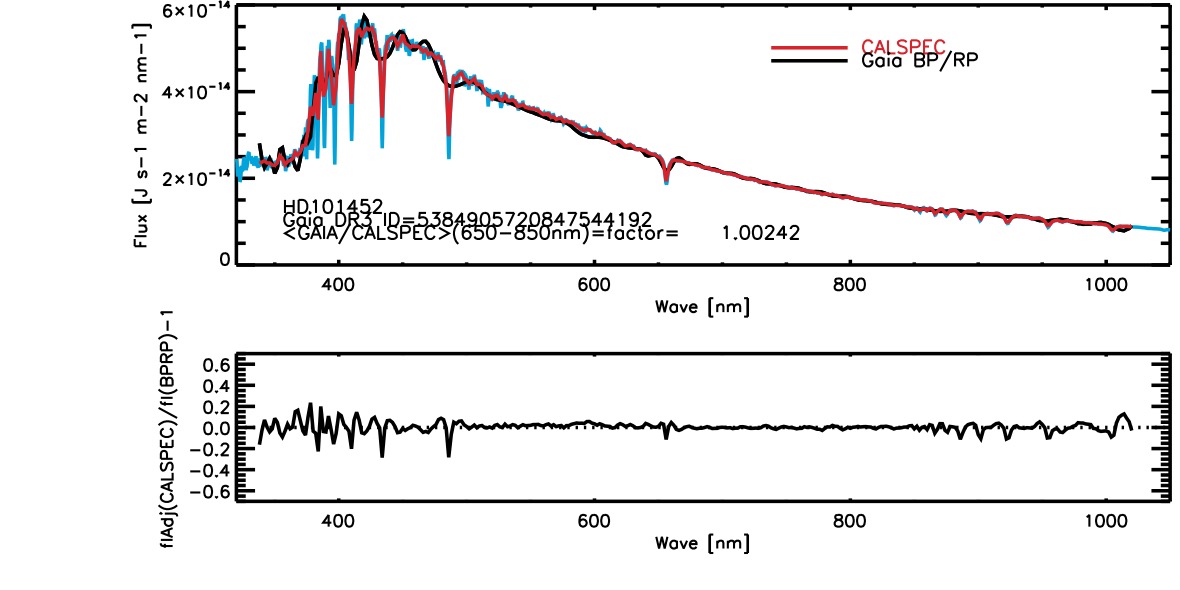 6×10−14
4×10−14
2×10−14
0
Flux [J s−1 m−2 nm−1]
CALSPEC
Gaia BP/RP
HD101452
Gaia DR3 ID=5384905720847544192
<GAIA/CALSPEC>(650−850nm)=factor= 1.00242
400 600 800 1000
Wave [nm]
flAdj(CALSPEC)/fl(BPRP)−1
0.6
0.4
0.2
0.0
−0.2
−0.4
−0.6
400 600 800 1000
Wave [nm]